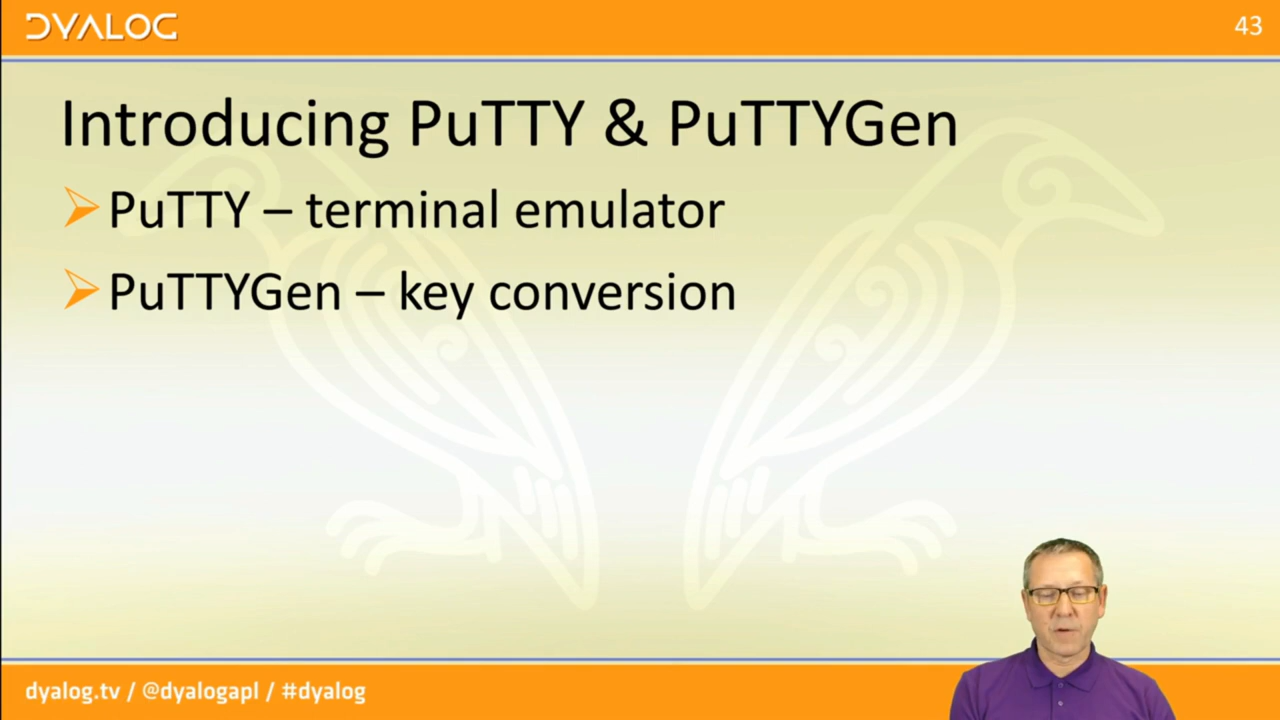 DYALOG
43
Introducing PuTTY & PuTTYGen
PuTTY – terminal emulator
PuTTYGen – key conversion
dyalog.tv / @dyalogapl / #dyalog